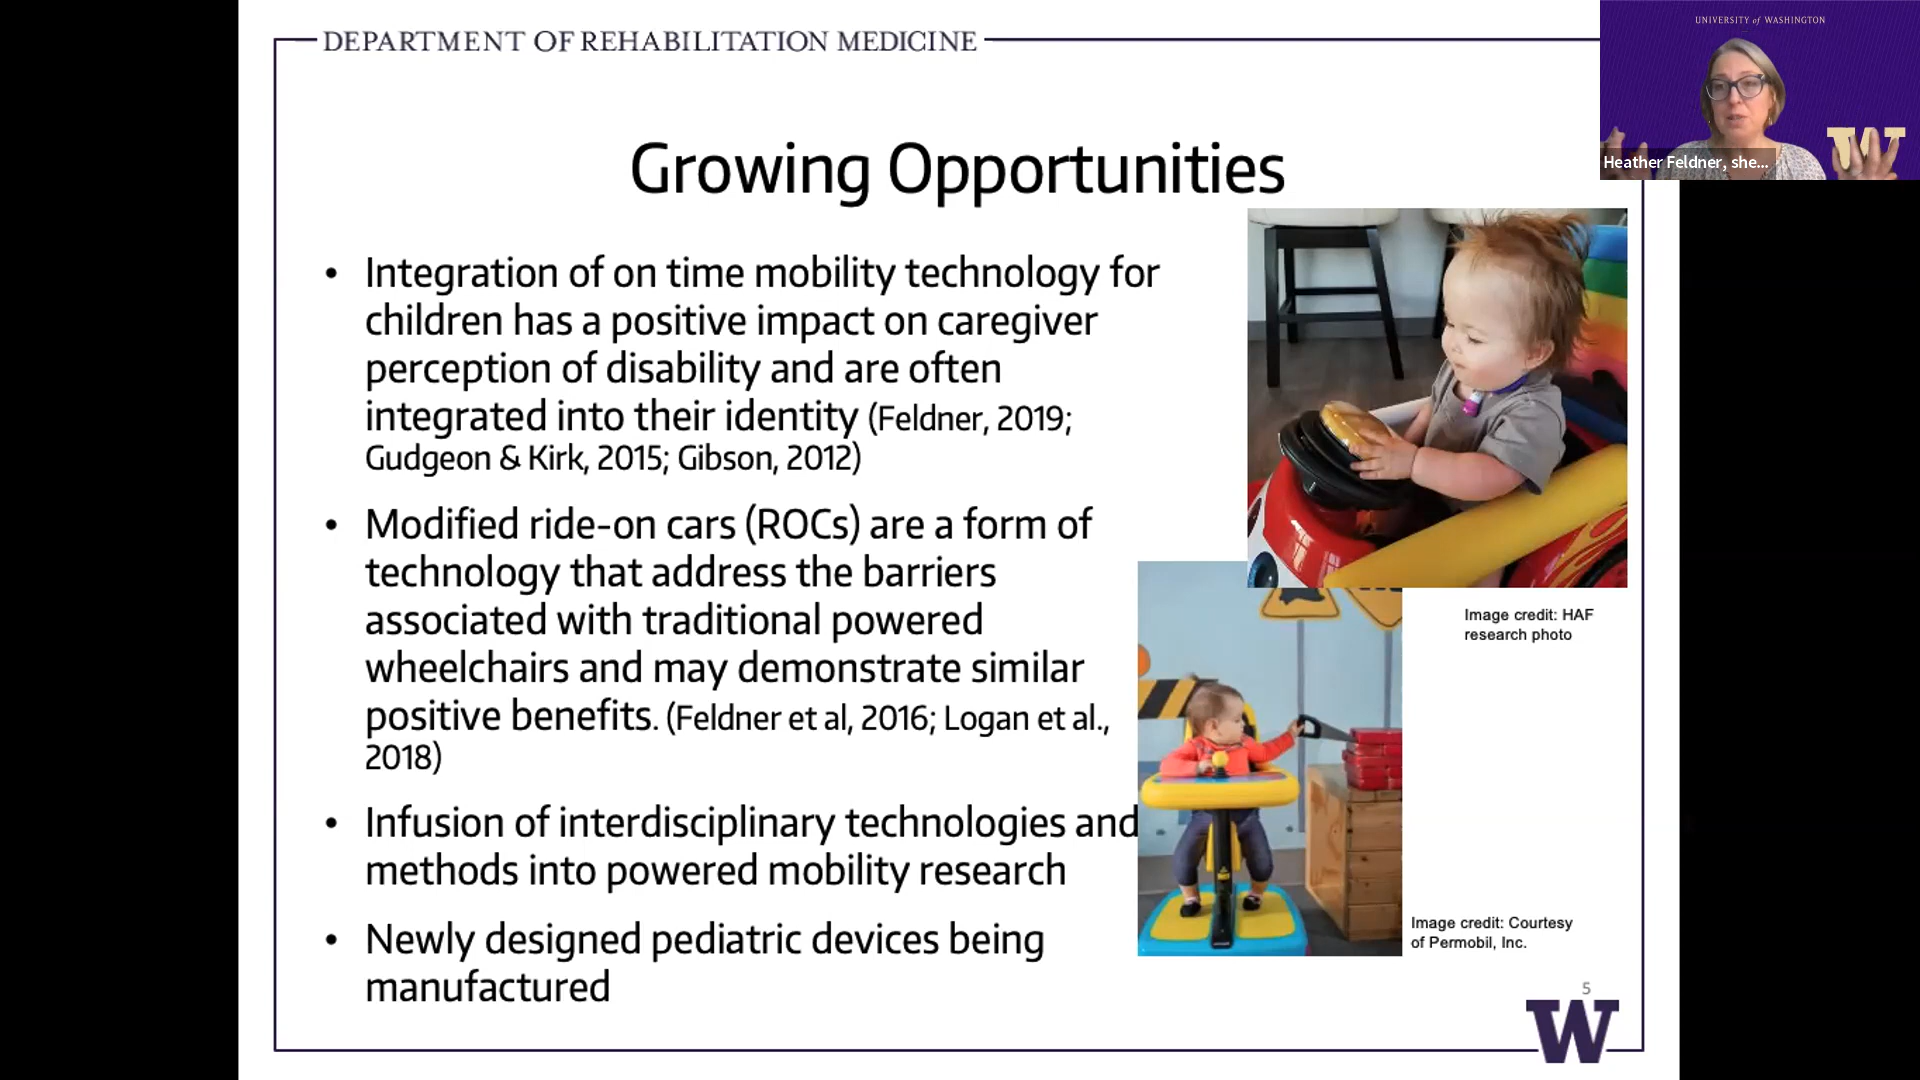 DEPARTMENT OF REHABILITATION MEDICINE
UNIVERSITY of WASHINGTON
W
Heather Feldner, she...
Growing Opportunities
• Integration of on time mobility technology for
children has a positive impact on caregiver
perception of disability and are often
integrated into their identity (Feldner, 2019;
Gudgeon & Kirk, 2015; Gibson, 2012)
• Modified ride-on cars (ROCs) are a form of
technology that address the barriers
associated with traditional powered
wheelchairs and may demonstrate similar
positive benefits. (Feldner et al, 2016; Logan et al.,
2018)
• Infusion of interdisciplinary technologies and
methods into powered mobility research
• Newly designed pediatric devices being
manufactured
Image credit: HAF
research photo
Image credit: Courtesy
of Permobil, Inc.
5
W